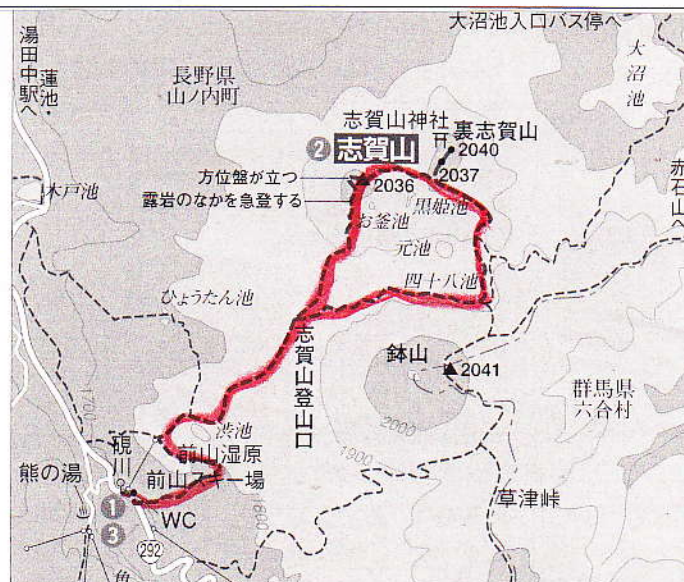 大沼池入口バス停へ
湯田中駅へ
蓮池・
長野県
山ノ内町
大沼池
志賀山神社
裏志賀山
2040
② 志賀山
2037
方位盤が立つ
2036
露岩のなかを急登する
赤石山へ
木戸池
お釜池
黒姫池
元池
四十八池
ひょうたん池
志賀山登山口
鉢山
2041
群馬県
六合村
1700
2000
1900
渋池
前山湿原
硯川
熊の湯
前山スキー場
①
WC
③
1600
草津峠
292